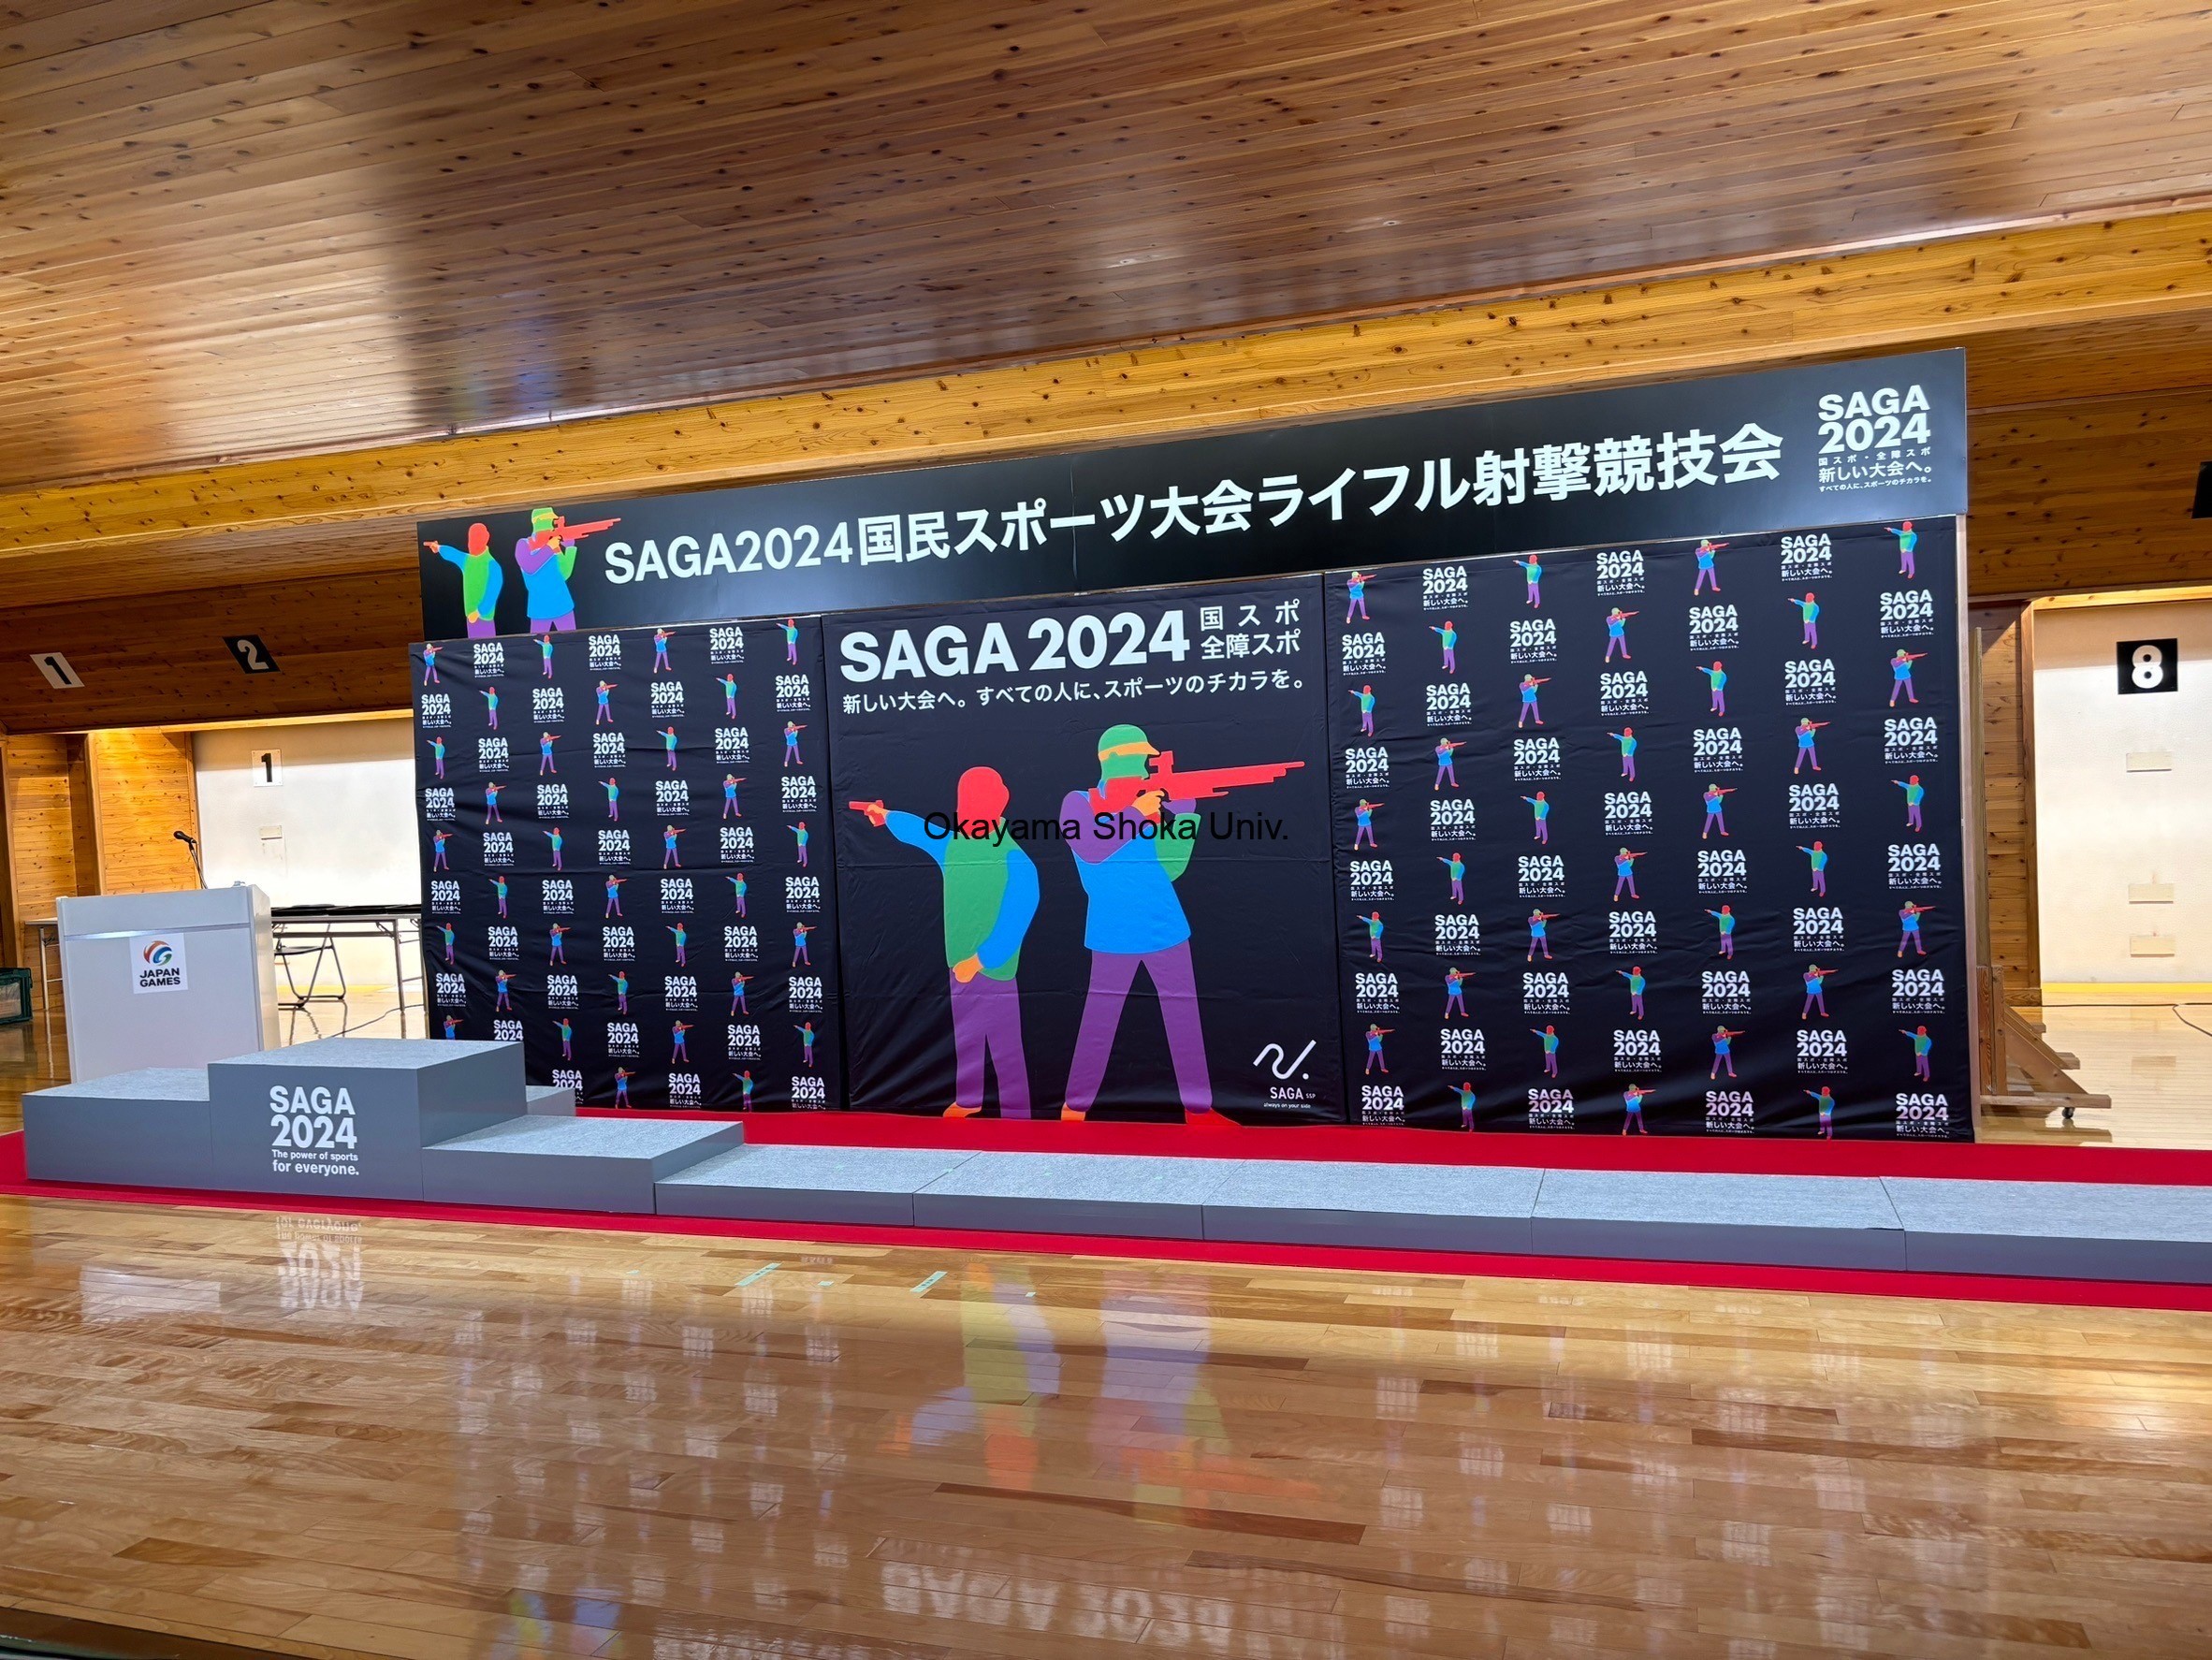 SAGA2024国民スポーツ大会ライフル射撃競技会
SAGA
2024
国スポ・全障スポ
新しい大会へ。
すべての人に、スポーツのチカラを。
1
2
1
8
SAGA 2024
国スポ
全障スポ
新しい大会へ。すべての人に、スポーツのチカラを。
Okayama Shoka Univ.
SAGA SSP
always on your side
JAPAN
GAMES
SAGA
2024
The power of sports
for everyone.